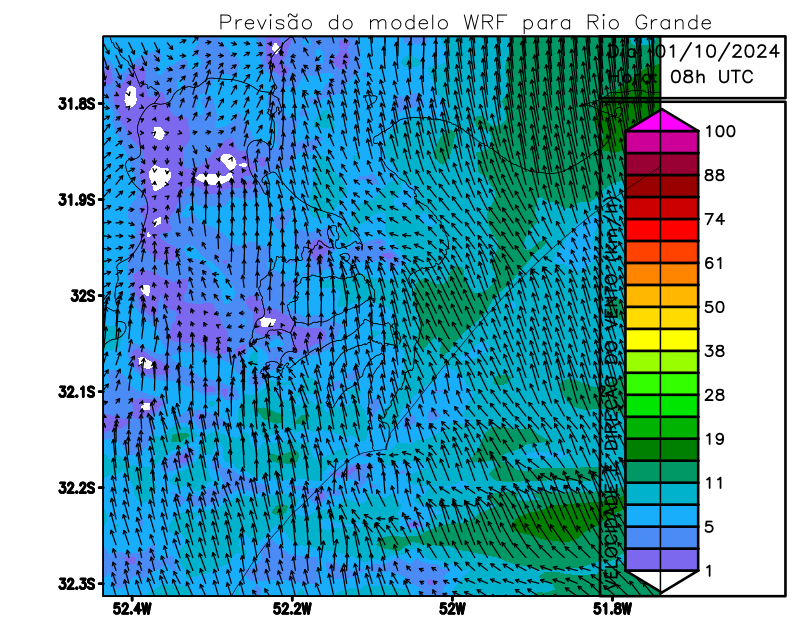 Previsão do modelo WRF para Rio Grande
Dia: 01/10/2024
Hora: 08h UTC
31.8S
31.9S
32S
32.1S
32.2S
32.3S
52.4W
52.2W
52W
51.8W
VELOCIDADE E DIREÇÃO DO VENTO (km/h)
100
88
74
61
50
38
28
19
11
5
1